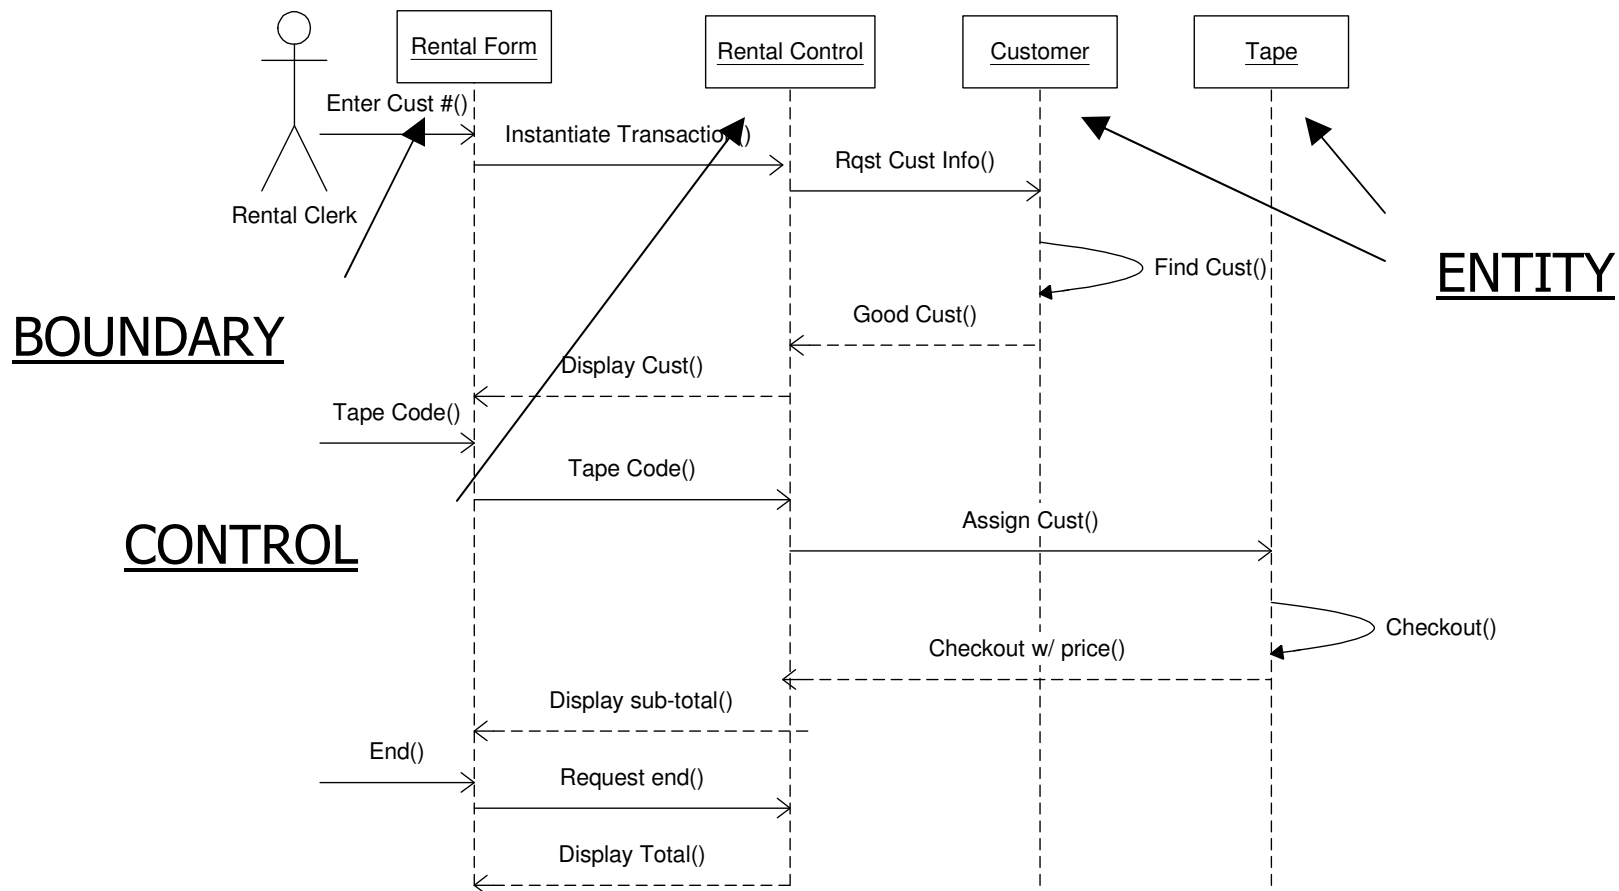 Rental Form
Rental Control
Customer
Tape
Enter Cust #()
Instantiate Transaction()
Rqst Cust Info()
Rental Clerk
Find Cust()
ENTITY
Good Cust()
BOUNDARY
Display Cust()
Tape Code()
Tape Code()
Assign Cust()
CONTROL
Checkout()
Checkout w/ price()
Display sub-total()
End()
Request end()
Display Total()